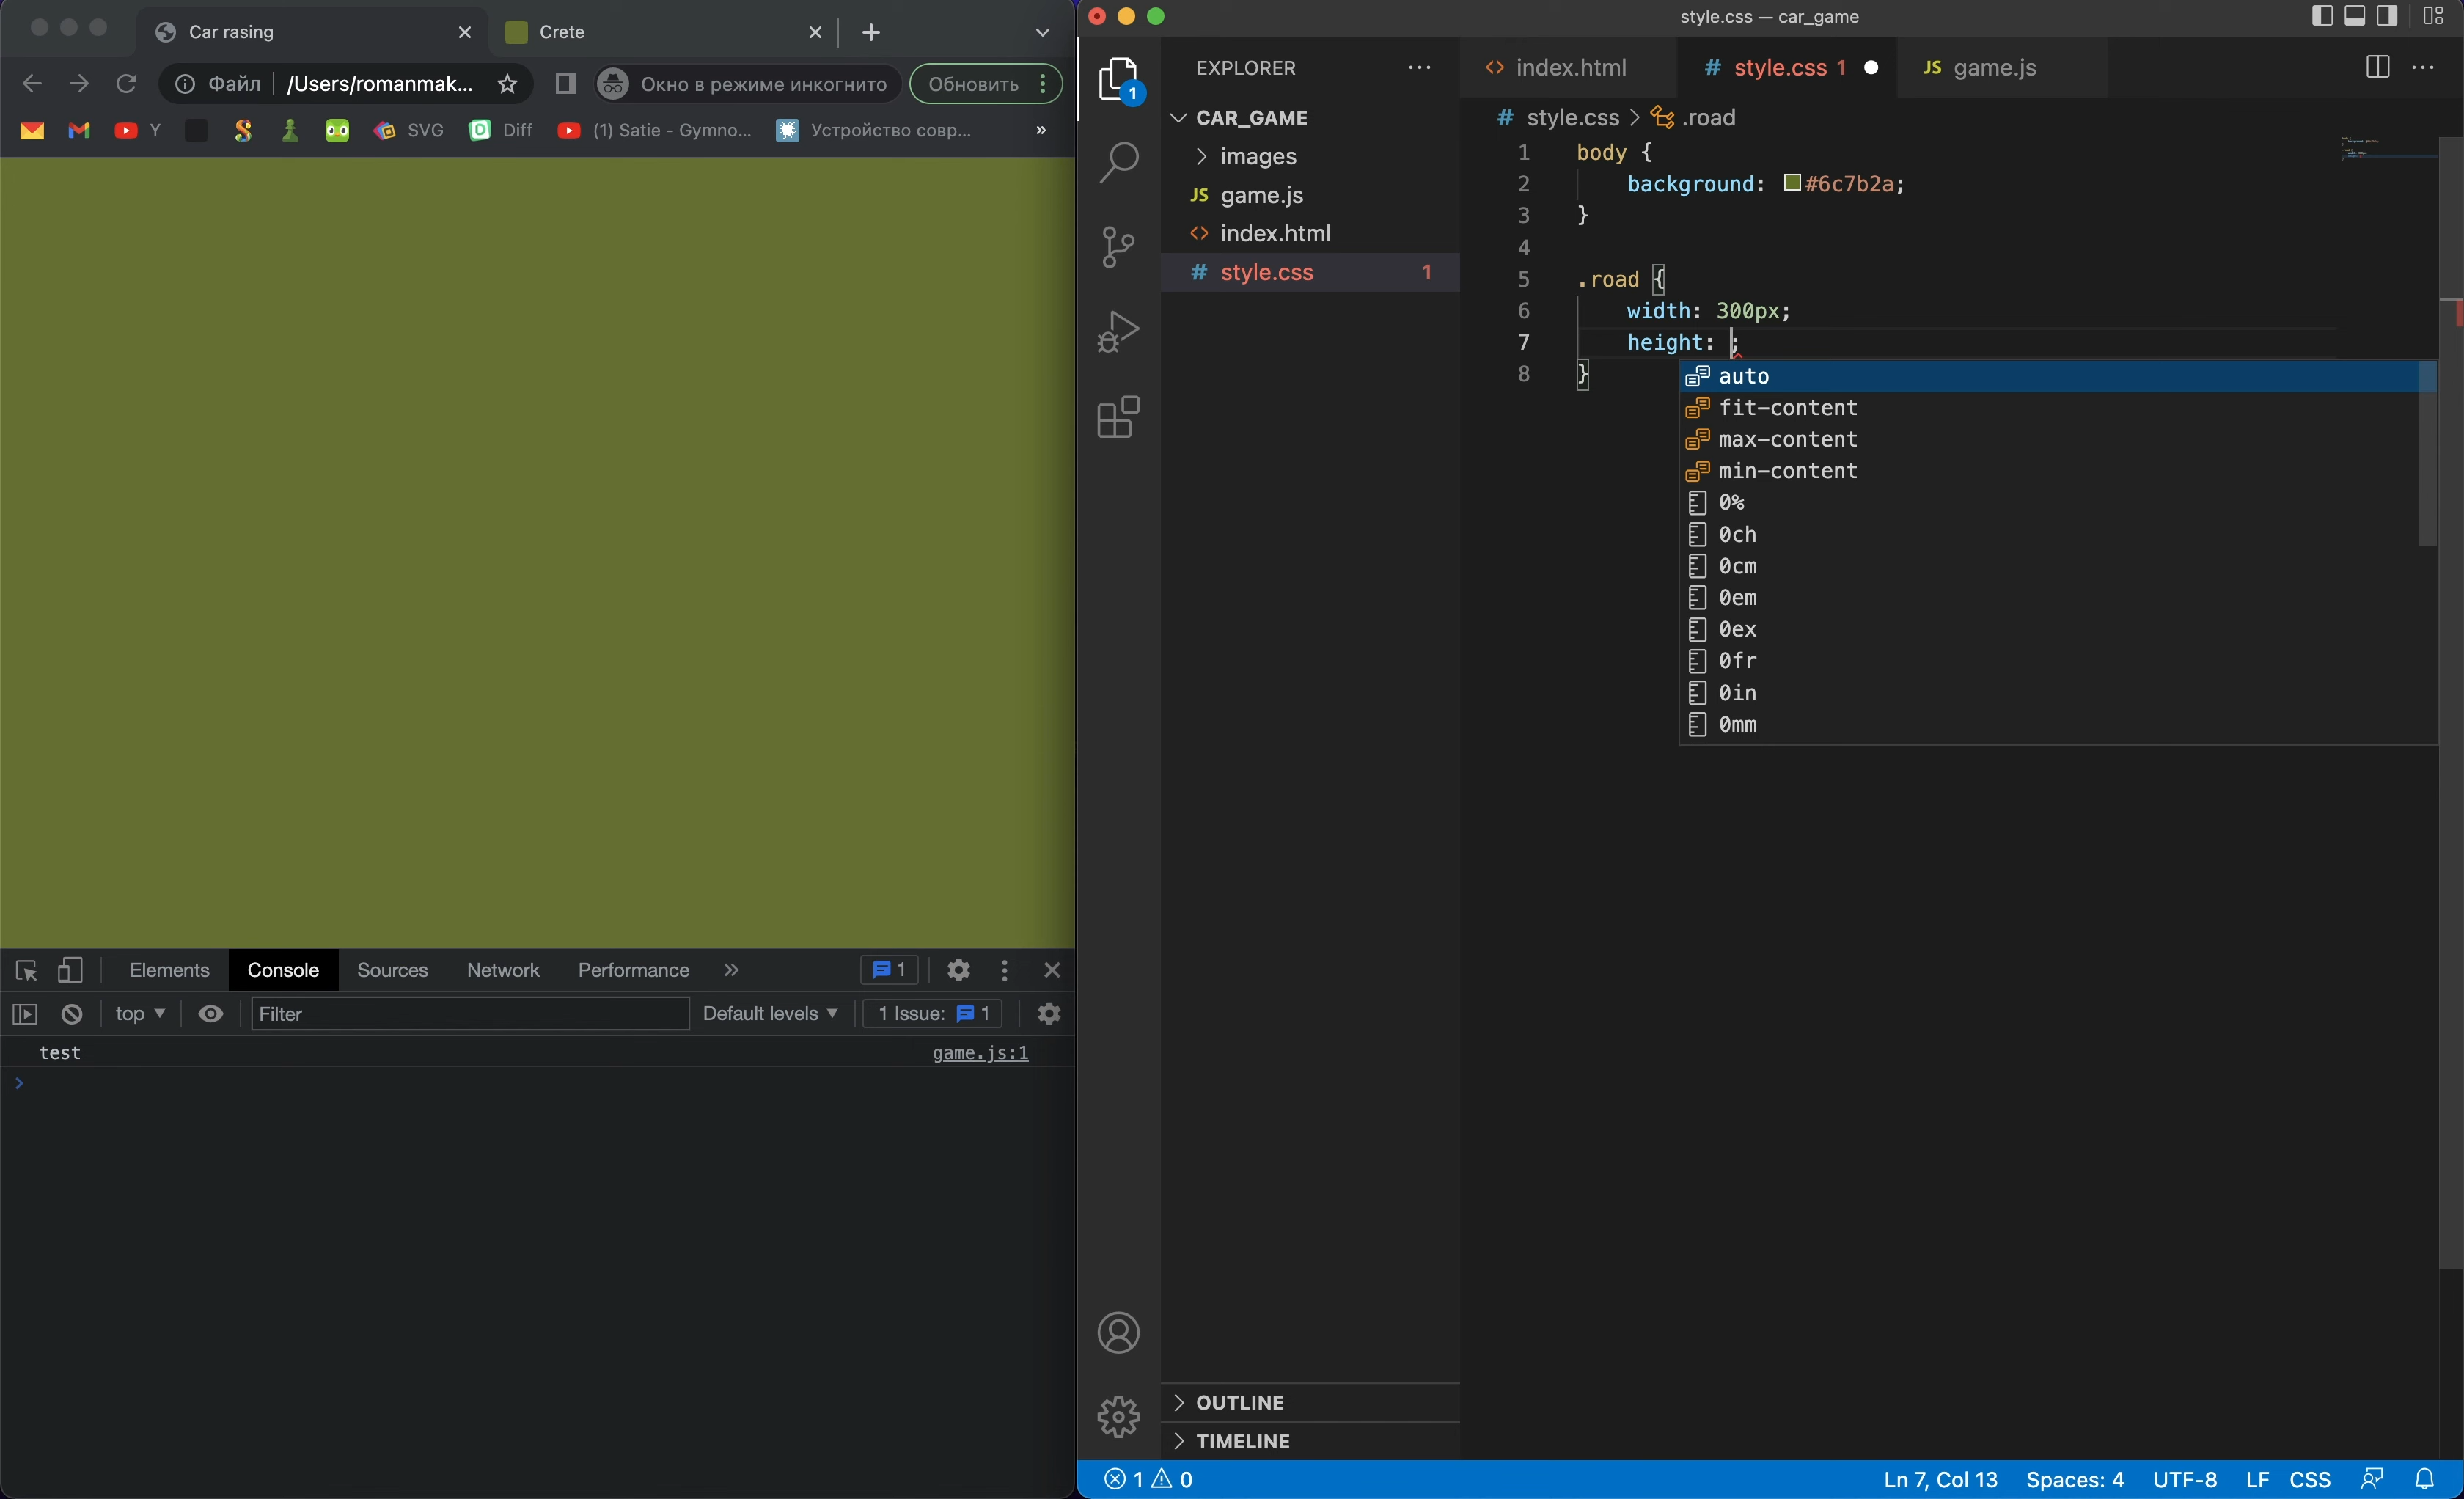 Car rasing
Crete
Файл
/Users/romanmak...
Окно в режиме инкогнито
Обновить
Y
SVG
Diff
(1) Satie - Gymno...
Устройство совр...
»
Elements
Console
Sources
Network
Performance
»
1
top
Filter
Default levels
1 Issue:
1
test
game.js:1
style.css — car_game
1
EXPLORER
CAR_GAME
images
JS game.js
<> index.html
# style.css
1
OUTLINE
TIMELINE
<> index.html
# style.css 1
JS game.js
# style.css > .road
1 body {
2 background: #6c7b2a;
3 }
4
5 .road {
6 width: 300px;
7 height: ;
8 }
auto
fit-content
max-content
min-content
0%
0ch
0cm
0em
0ex
0fr
0in
0mm
1
0
Ln 7, Col 13
Spaces: 4
UTF-8
LF
CSS